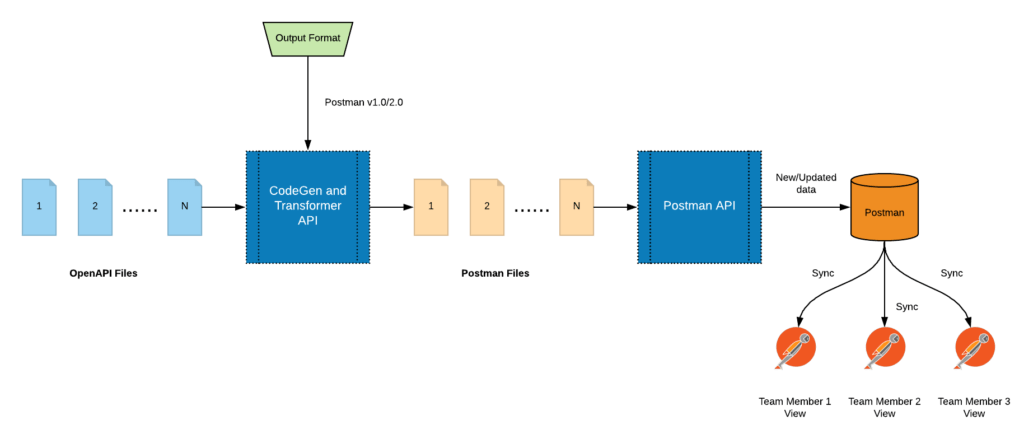 Output Format
Postman v1.0/2.0
1
2
......
N
CodeGen and
Transformer
API
1
2
......
N
Postman API
New/Updated
data
Postman
OpenAPI Files
Postman Files
Sync
Sync
Sync
Team Member 1
View
Team Member 2
View
Team Member 3
View